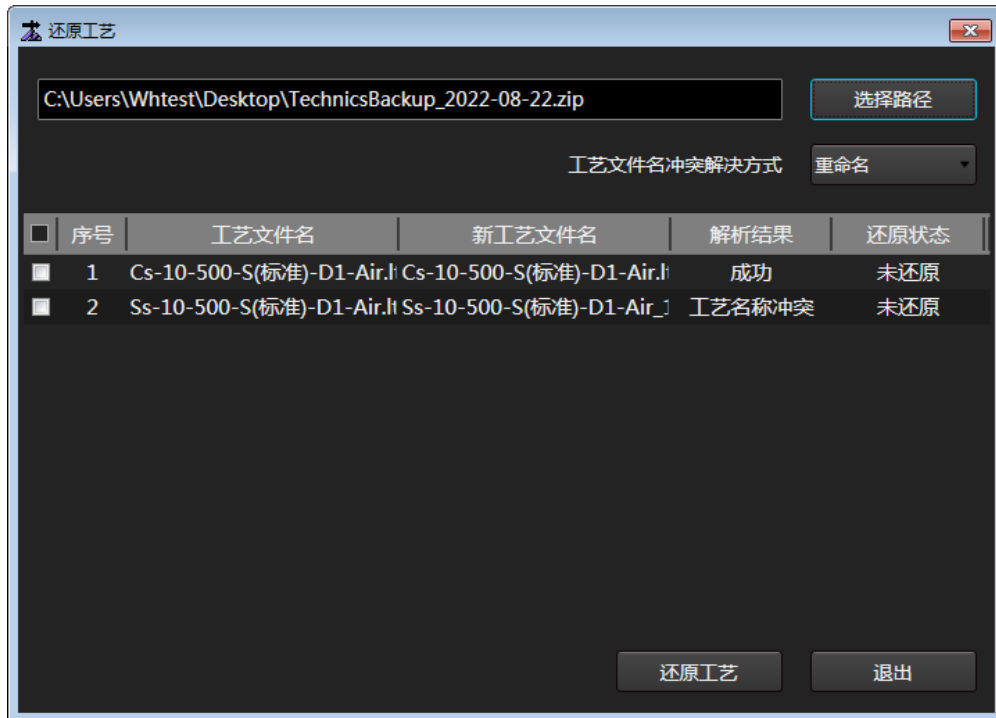 还原工艺
C:\Users\Whtest\Desktop\TechnicsBackup_2022-08-22.zip 选择路径
工艺文件名冲突解决方式 重命名
序号 工艺文件名 新工艺文件名 解析结果 还原状态
1 Cs-10-500-S(标准)-D1-Air.lt Cs-10-500-S(标准)-D1-Air.lt 成功 未还原
2 Ss-10-500-S(标准)-D1-Air.lt Ss-10-500-S(标准)-D1-Air_1 工艺名称冲突 未还原
还原工艺 退出